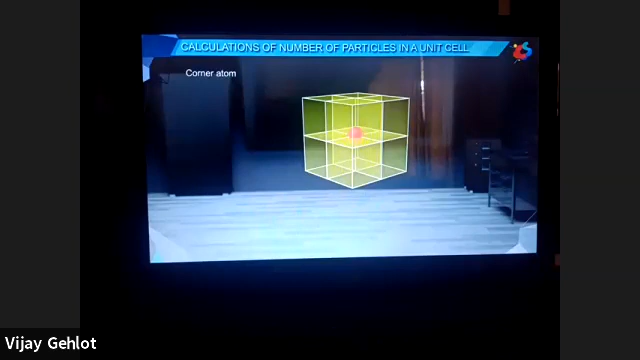 CALCULATIONS OF NUMBER OF PARTICLES IN A UNIT CELL
Corner atom
Vijay Gehlot